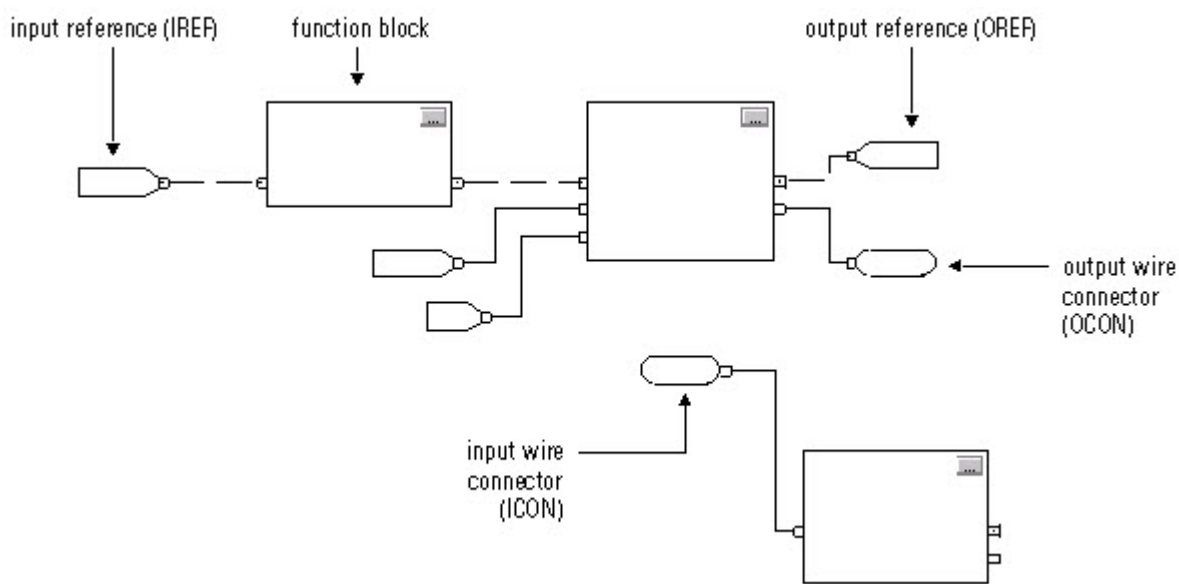 input reference (IREF)
function block
output reference (OREF)
...
...
output wire
connector
(OCON)
input wire
connector
(ICON)
...